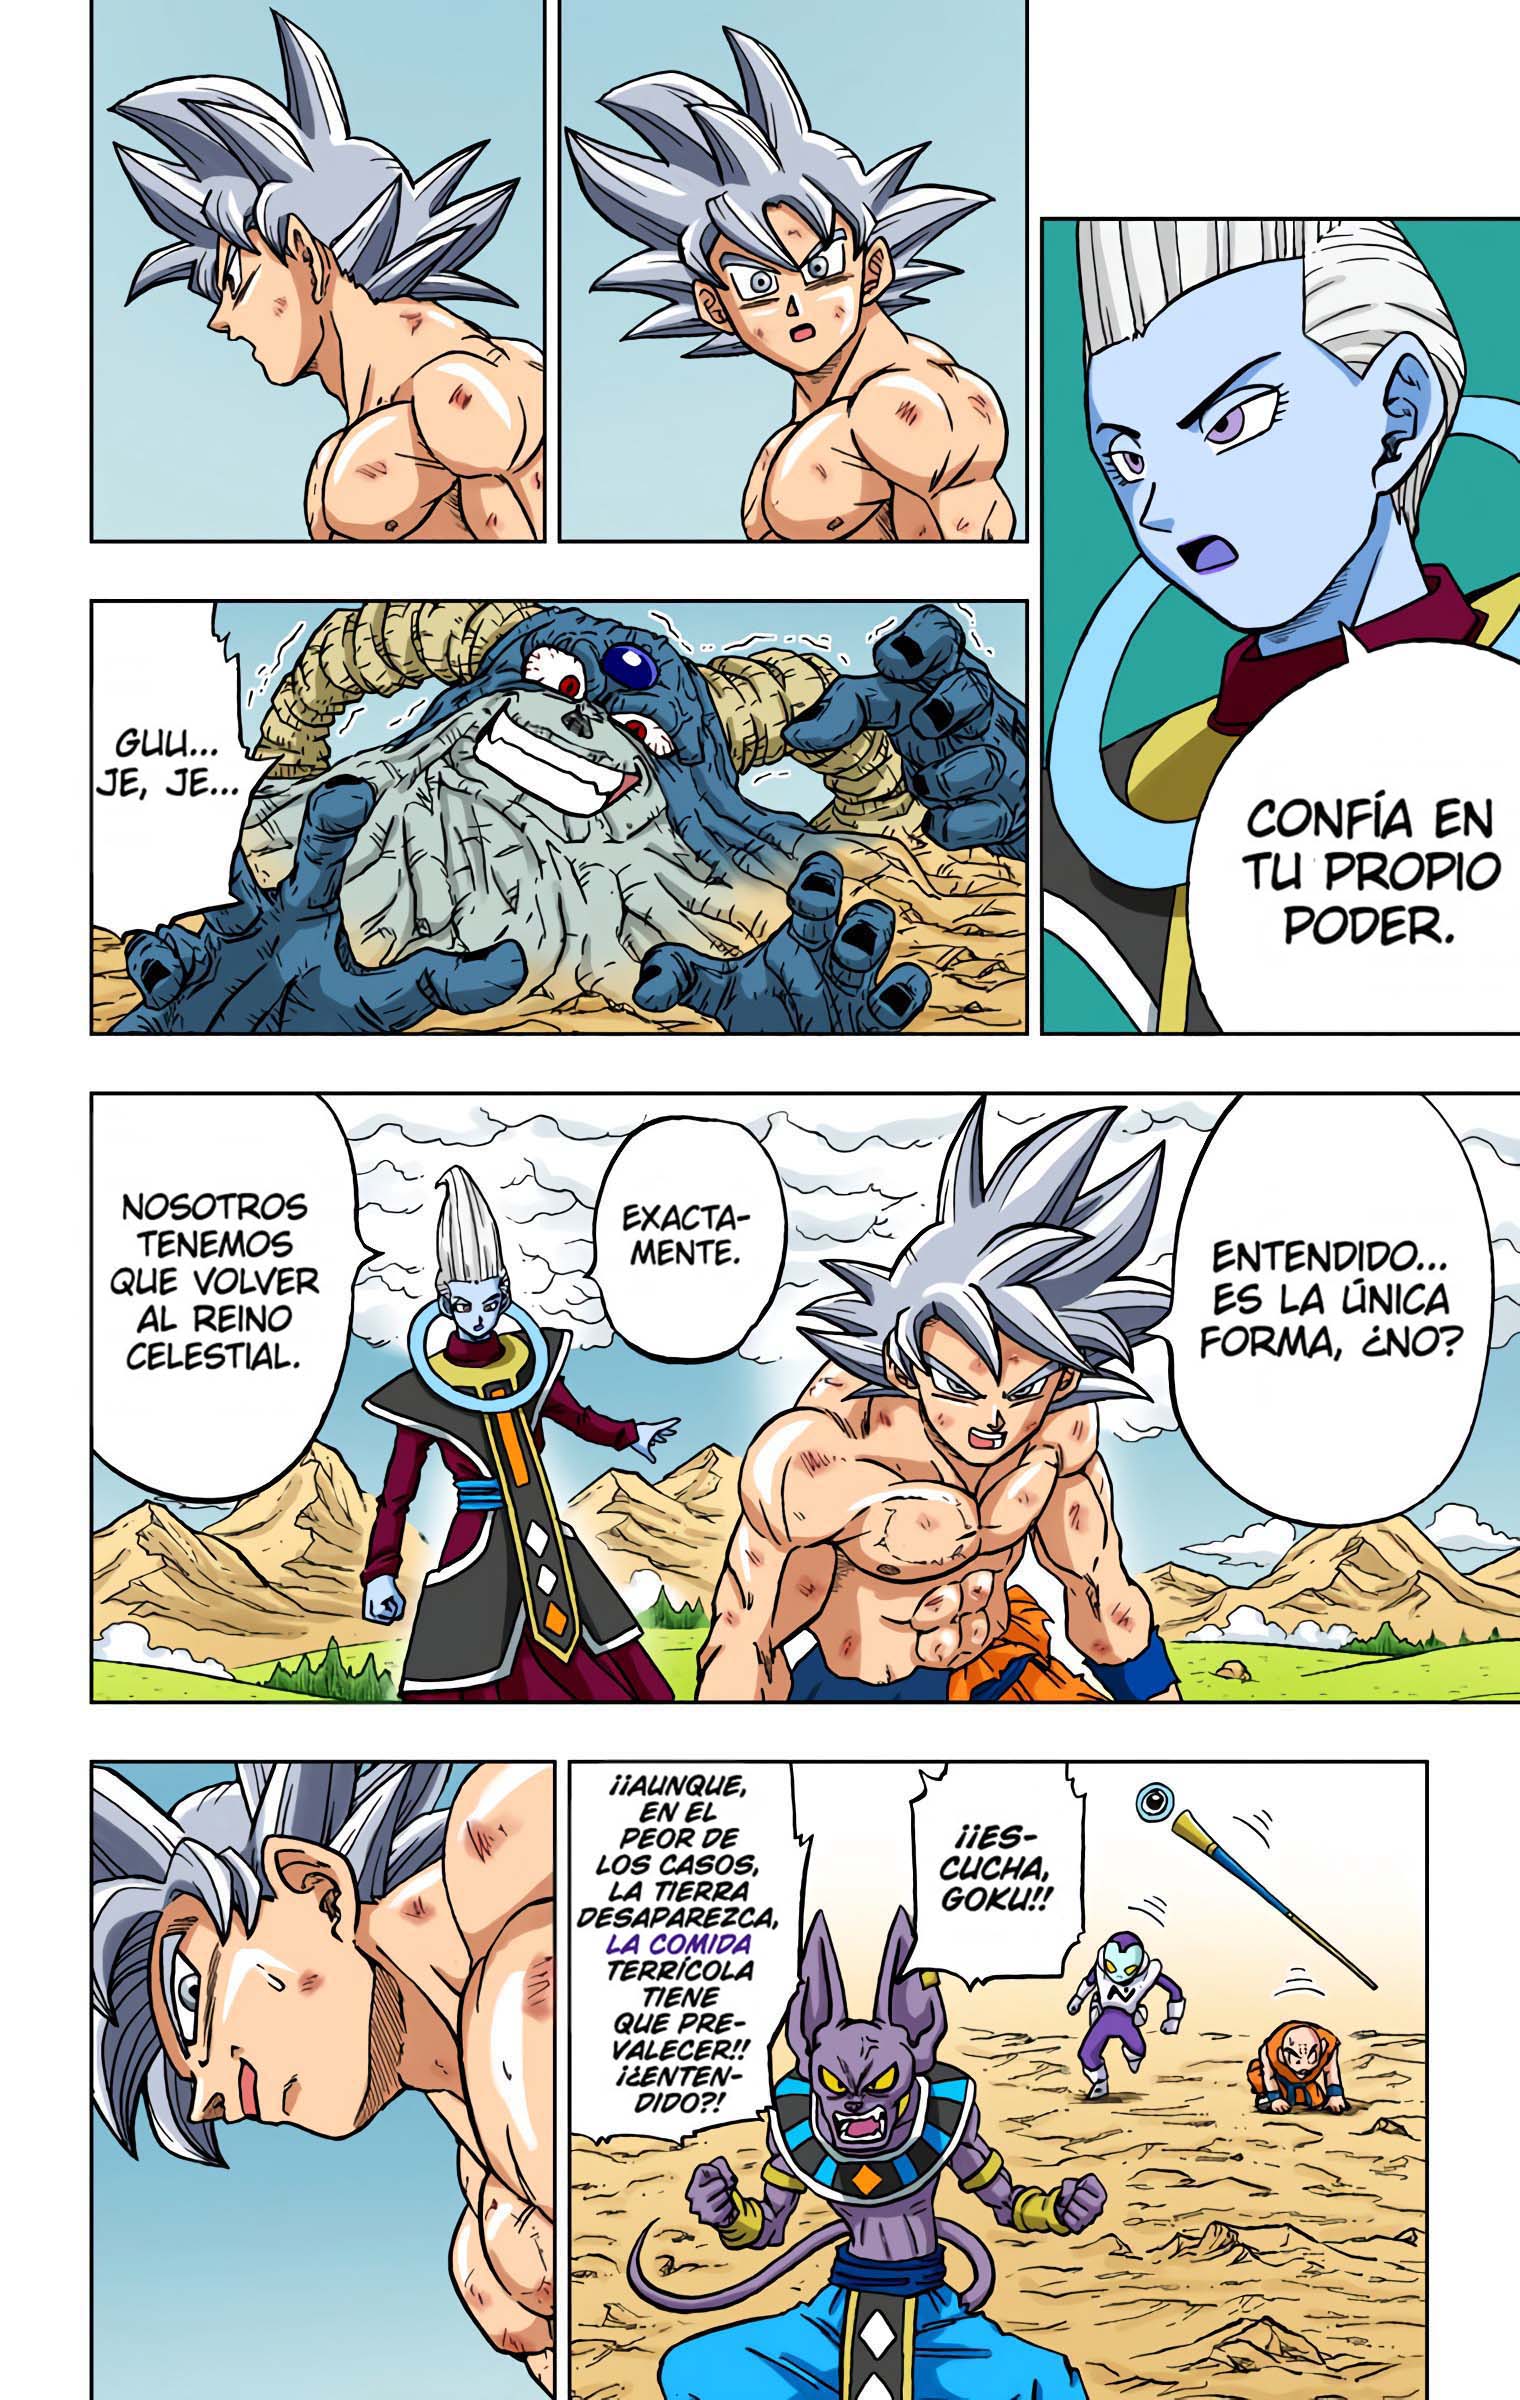 CONFÍA EN
TU PROPIO
PODER.
GUU...
JE, JE...
ENTENDIDO...
ES LA ÚNICA
FORMA, ¿NO?
EXACTA-
MENTE.
NOSOTROS
TENEMOS
QUE VOLVER
AL REINO
CELESTIAL.
¡¡ES-
CUCHA,
GOKU!!
¡¡AUNQUE,
EN EL
PEOR DE
LOS CASOS,
LA TIERRA
DESAPAREZCA,
LA COMIDA
TERRÍCOLA
TIENE
QUE PRE-
VALECER!!
¡¿ENTEN-
DIDO?!